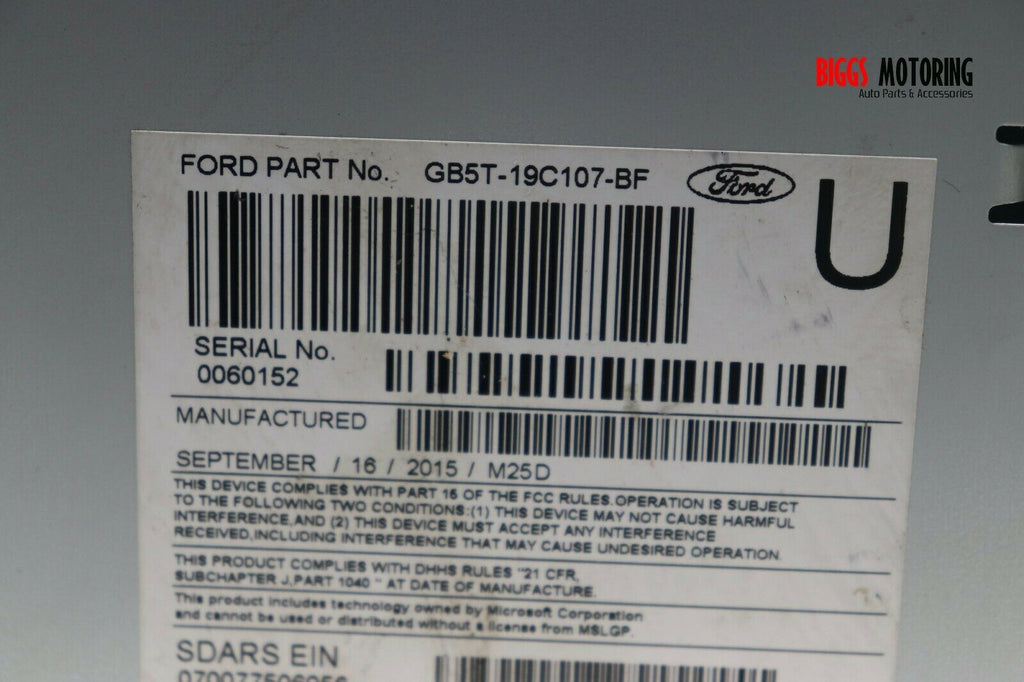 BIGGS MOTORING
Auto Parts & Accessories
FORD PART No. GB5T-19C107-BF Ford U
SERIAL No.
0060152
MANUFACTURED
SEPTEMBER / 16 / 2015 / M25D
THIS DEVICE COMPLIES WITH PART 15 OF THE FCC RULES.OPERATION IS SUBJECT
TO THE FOLLOWING TWO CONDITIONS:(1) THIS DEVICE MAY NOT CAUSE HARMFUL
INTERFERENCE,AND (2) THIS DEVICE MUST ACCEPT ANY INTERFERENCE
RECEIVED,INCLUDING INTERFERENCE THAT MAY CAUSE UNDESIRED OPERATION.
THIS PRODUCT COMPLIES WITH DHHS RULES "21 CFR,
SUBCHAPTER J,PART 1040 " AT DATE OF MANUFACTURE.
This product includes technology owned by Microsoft Corporation
and cannot be used or distributed without a license from MSLGP.
SDARS EIN